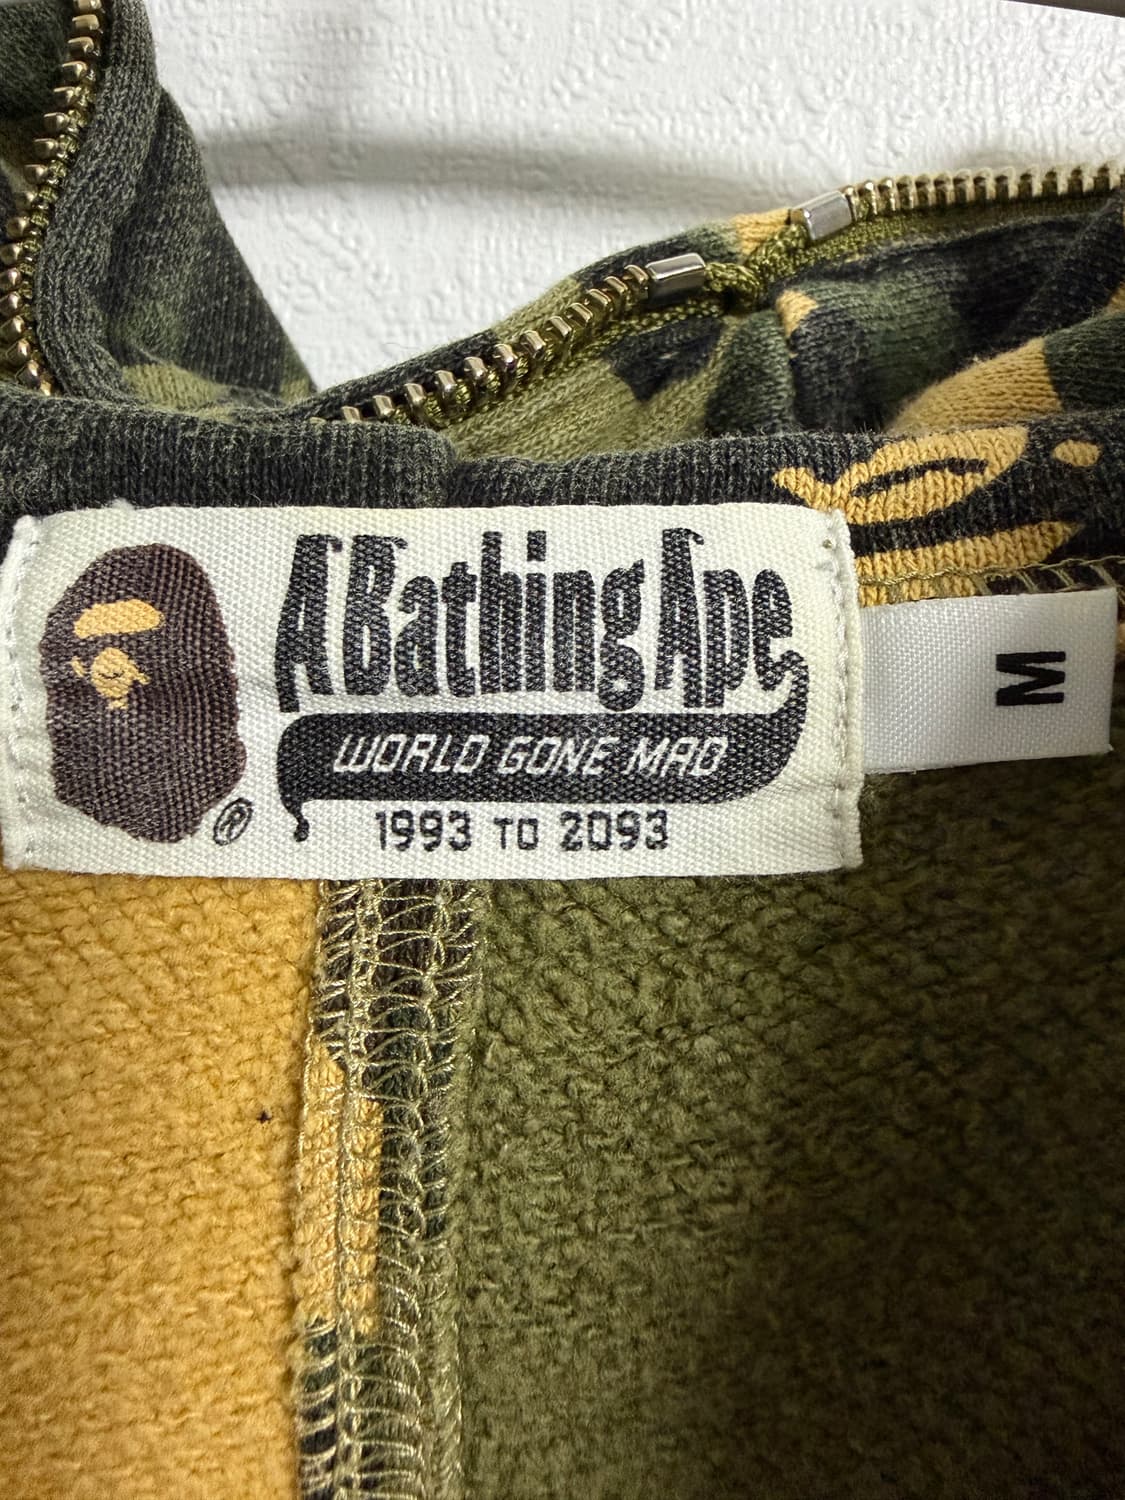 A Bathing Ape
WORLD GONE MAD
1993 TO 2093
®
M